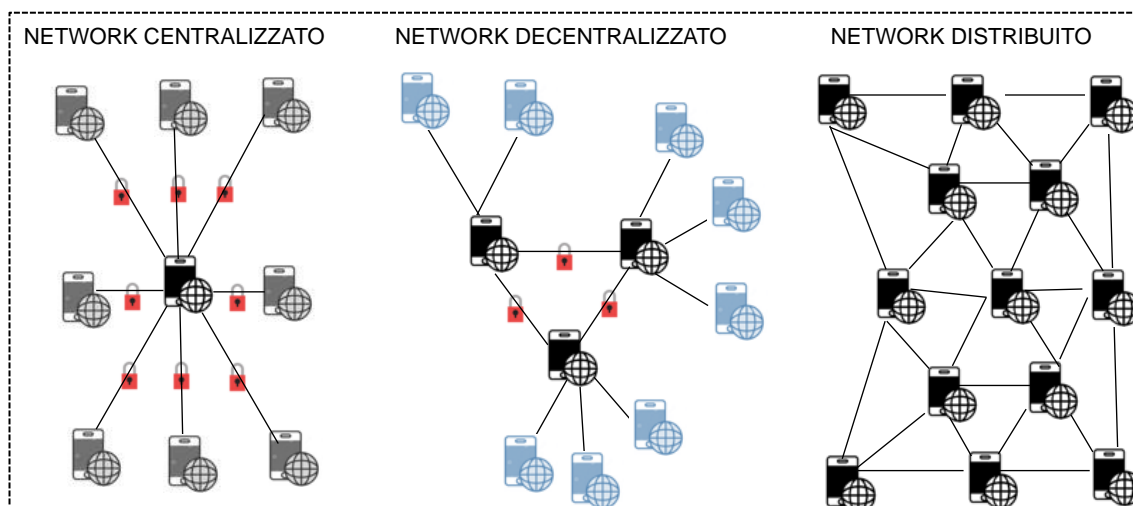 NETWORK CENTRALIZZATO
NETWORK DECENTRALIZZATO
NETWORK DISTRIBUITO